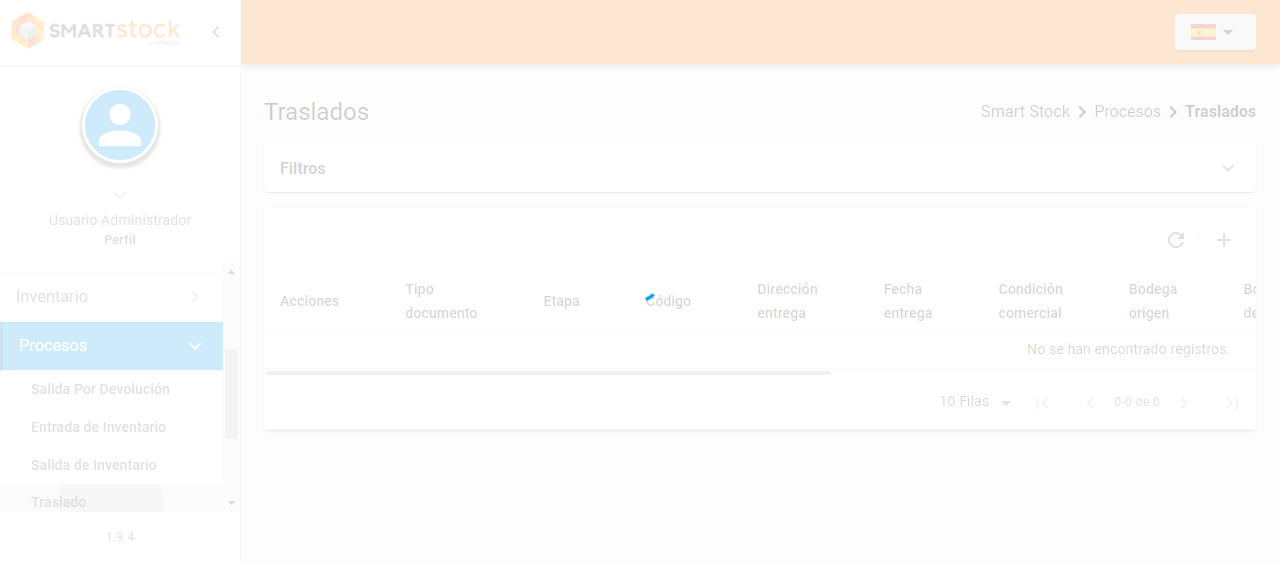 SMARTstock
Traslados
Smart Stock > Procesos > Traslados
Filtros
Usuario Administrador
Perfil
Inventario
Procesos
Salida Por Devolución
Entrada de Inventario
Salida de Inventario
Traslado
1.9.4
Acciones
Tipo
documento
Etapa
Código
Dirección
entrega
Fecha
entrega
Condición
comercial
Bodega
origen
No se han encontrado registros.
10 Filas
0-0 de 0